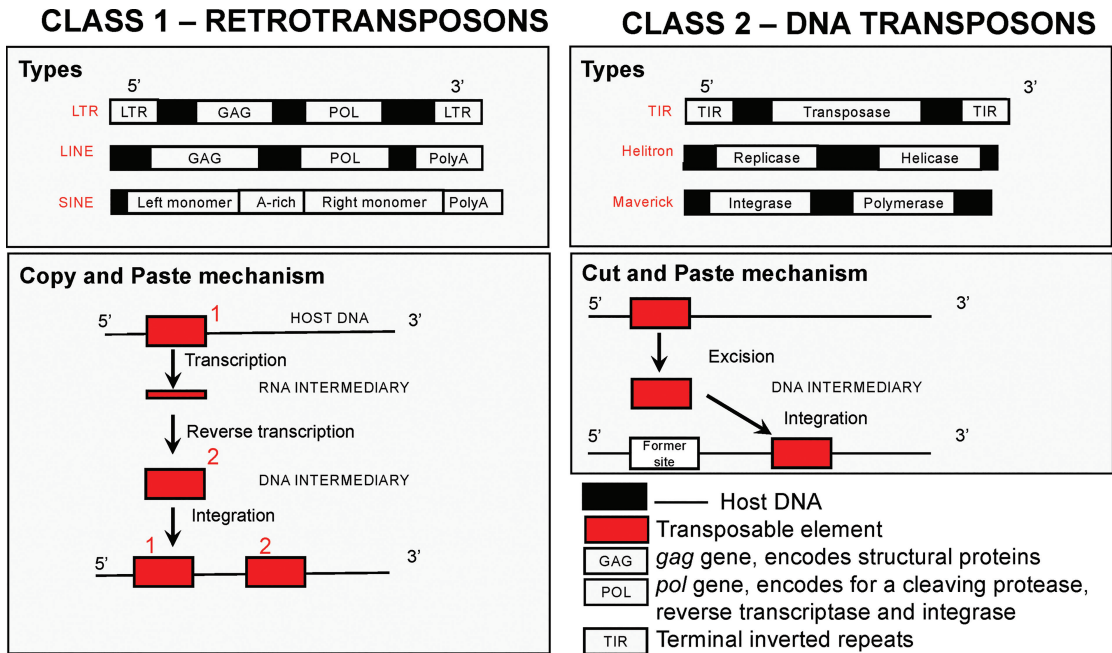 CLASS 1 – RETROTRANSPOSONS
Types
5’ 3’
LTR LTR GAG POL LTR
LINE GAG POL PolyA
SINE Left monomer A-rich Right monomer PolyA
Copy and Paste mechanism
5’ 1 HOST DNA 3’
Transcription
RNA INTERMEDIARY
Reverse transcription
2
DNA INTERMEDIARY
Integration
5’ 1 2 3’
CLASS 2 – DNA TRANSPOSONS
Types
5’ 3’
TIR TIR Transposase TIR
Helitron Replicase Helicase
Maverick Integrase Polymerase
Cut and Paste mechanism
5’ 3’
Excision
DNA INTERMEDIARY
Integration
5’ Former 3’
site
Host DNA
Transposable element
GAG gag gene, encodes structural proteins
POL pol gene, encodes for a cleaving protease,
reverse transcriptase and integrase
TIR Terminal inverted repeats